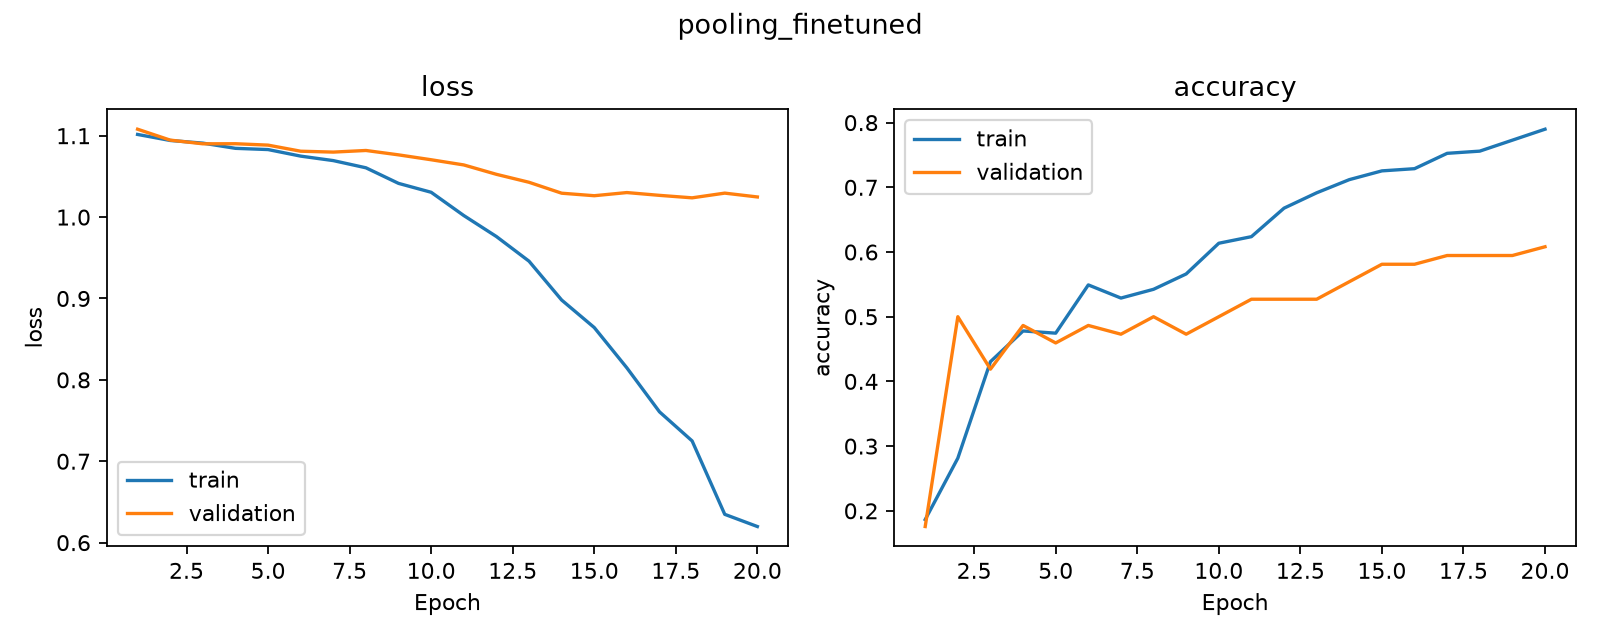 pooling_finetuned
loss
1.1
1.0
0.9
0.8
0.7
0.6
loss
train
validation
2.5 5.0 7.5 10.0 12.5 15.0 17.5 20.0
Epoch
accuracy
0.8
0.7
0.6
0.5
0.4
0.3
0.2
accuracy
train
validation
2.5 5.0 7.5 10.0 12.5 15.0 17.5 20.0
Epoch